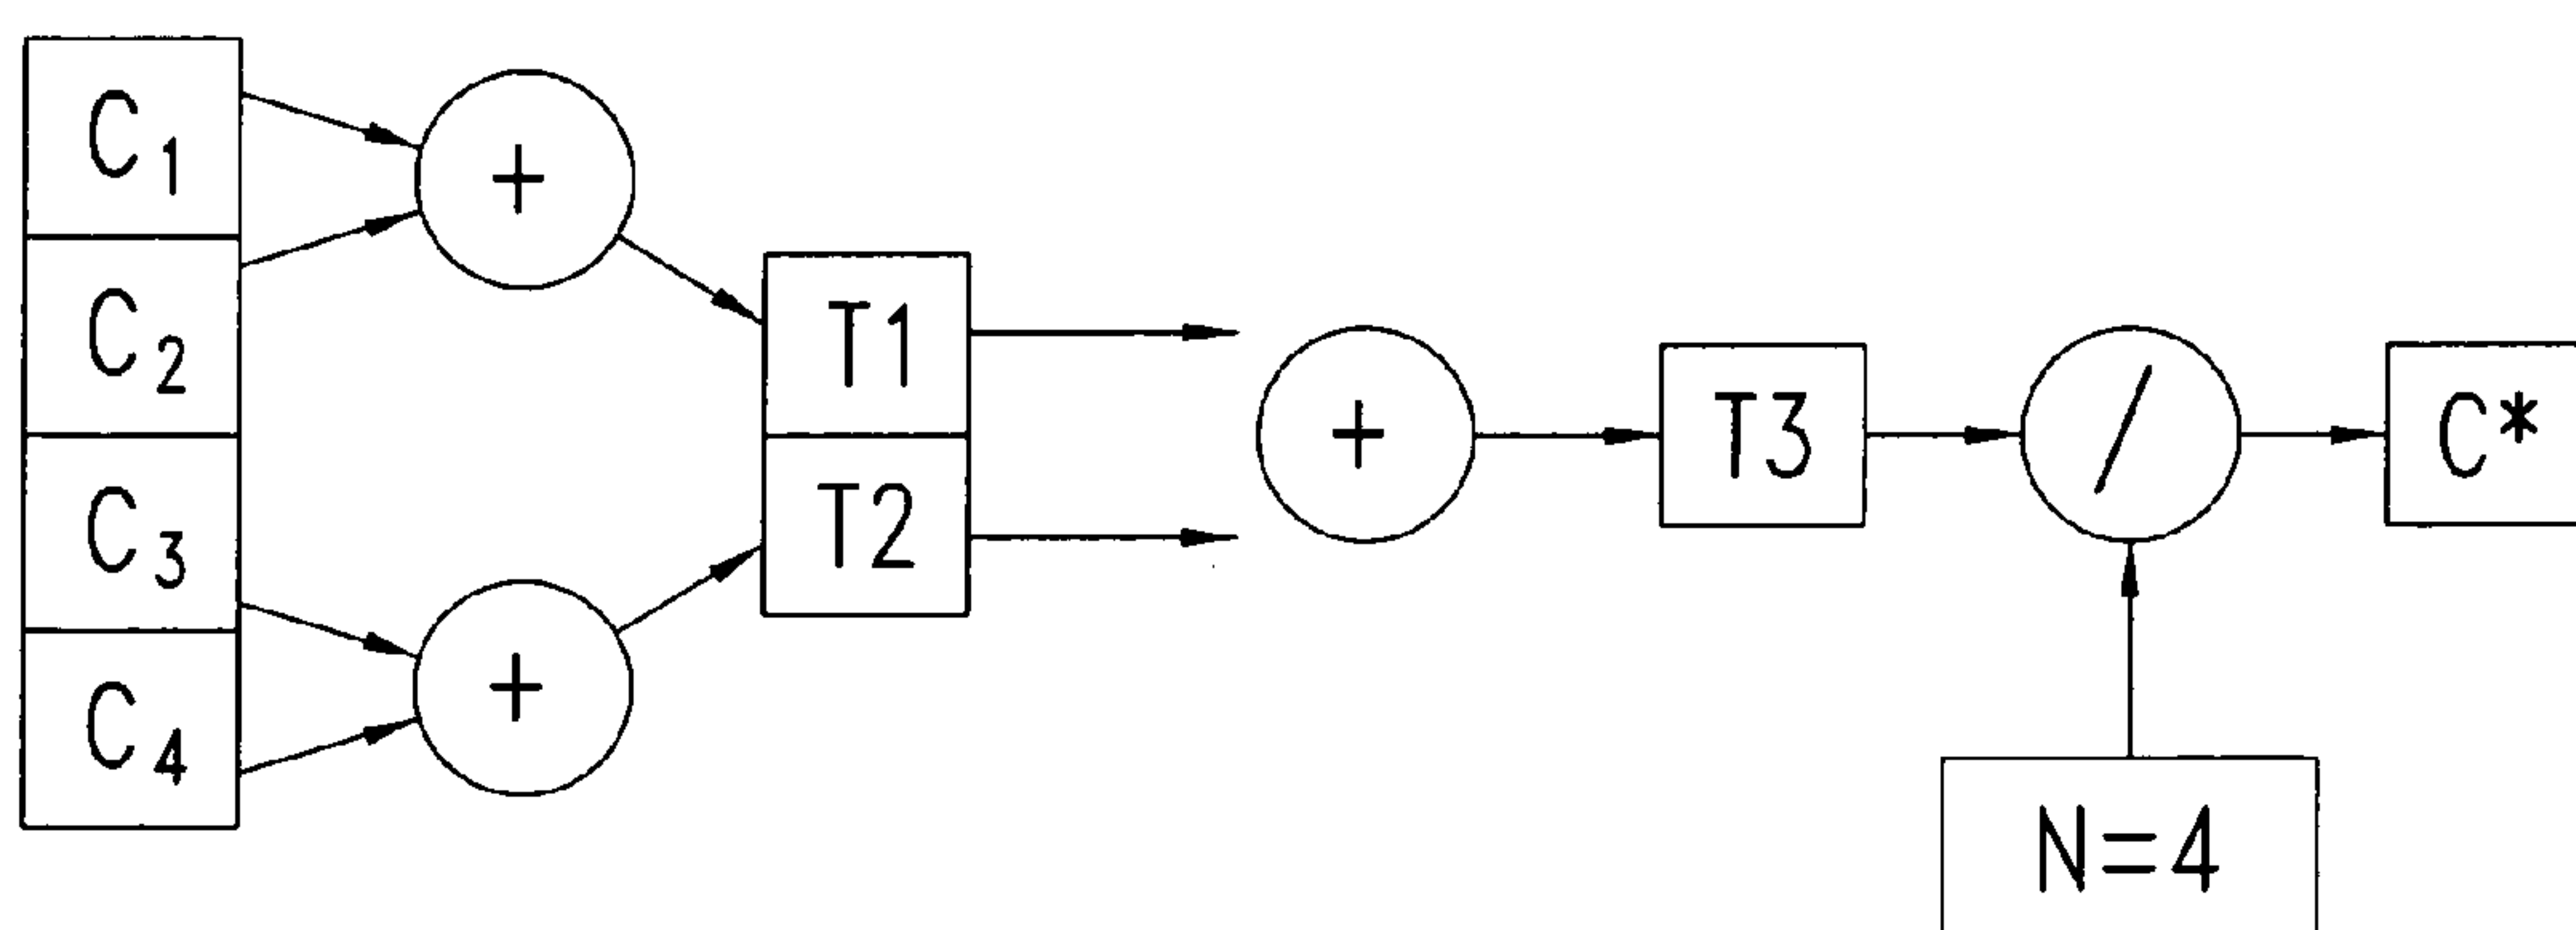 C₁
+
C₂
T1
+
T3
/
C*
C₃
T2
C₄
+
N=4